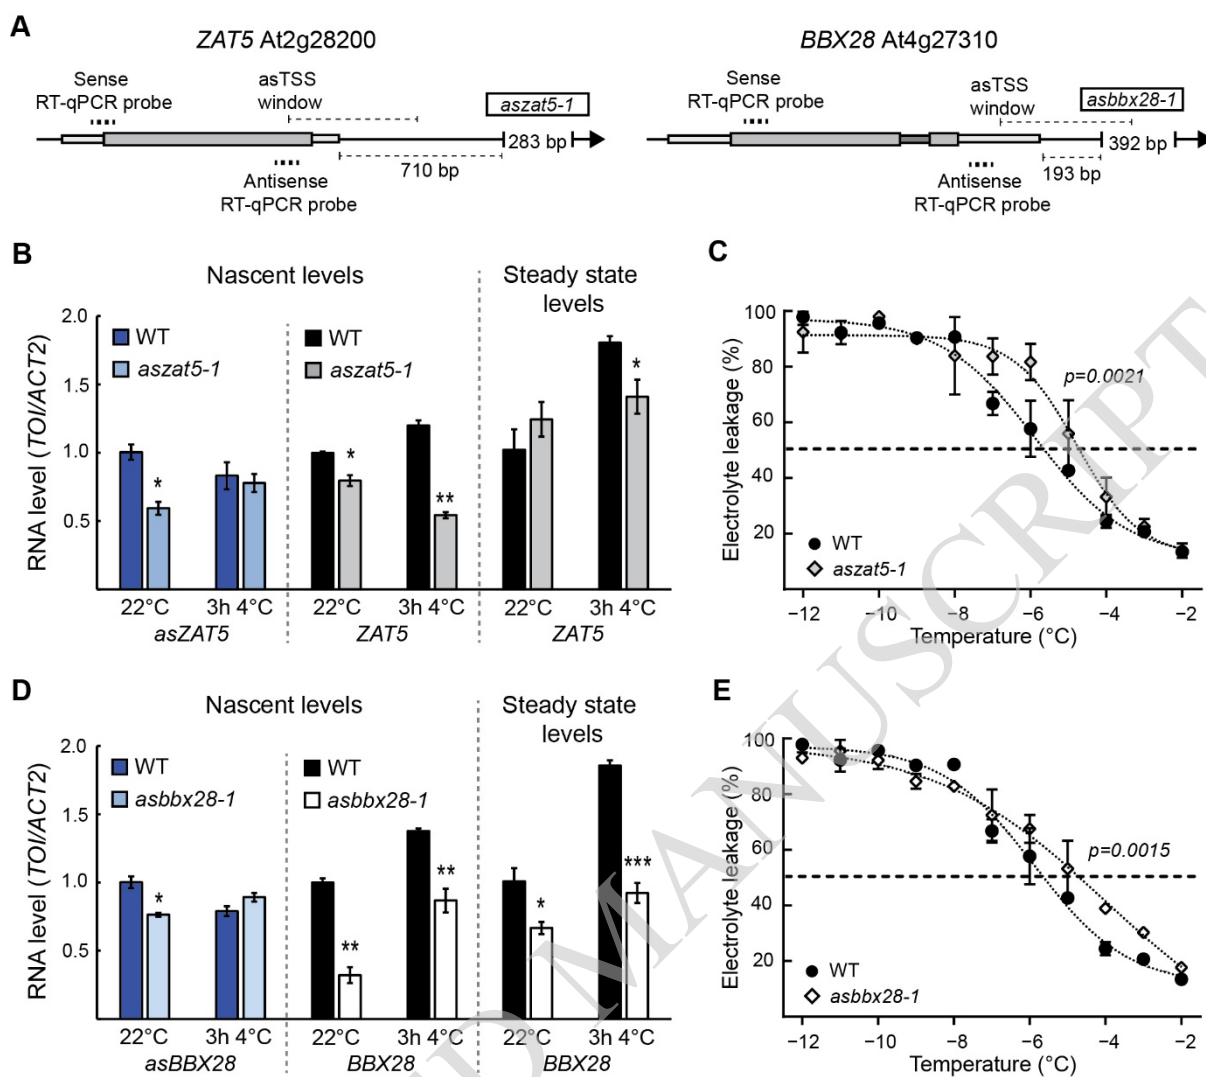 A
ZAT5 At2g28200
BBX28 At4g27310
Sense
RT-qPCR probe
asTSS
window
aszat5-1
283 bp
710 bp
Antisense
RT-qPCR probe
Sense
RT-qPCR probe
asTSS
window
asbbx28-1
392 bp
193 bp
Antisense
RT-qPCR probe
B
Nascent levels
Steady state
levels
RNA level (TOI/ACT2)
2.0
1.5
1.0
0.5
WT
aszat5-1
WT
aszat5-1
*
*
**
*
22°C
3h 4°C
22°C
3h 4°C
22°C
3h 4°C
asZAT5
ZAT5
ZAT5
C
Electrolyte leakage (%)
100
80
60
40
20
p=0.0021
WT
aszat5-1
−12
−10
−8
−6
−4
−2
Temperature (°C)
D
Nascent levels
Steady state
levels
RNA level (TOI/ACT2)
2.0
1.5
1.0
0.5
WT
asbbx28-1
WT
asbbx28-1
*
**
**
*
***
22°C
3h 4°C
22°C
3h 4°C
22°C
3h 4°C
asBBX28
BBX28
BBX28
E
Electrolyte leakage (%)
100
80
60
40
20
p=0.0015
WT
asbbx28-1
−12
−10
−8
−6
−4
−2
Temperature (°C)
D MANUSCRIPT